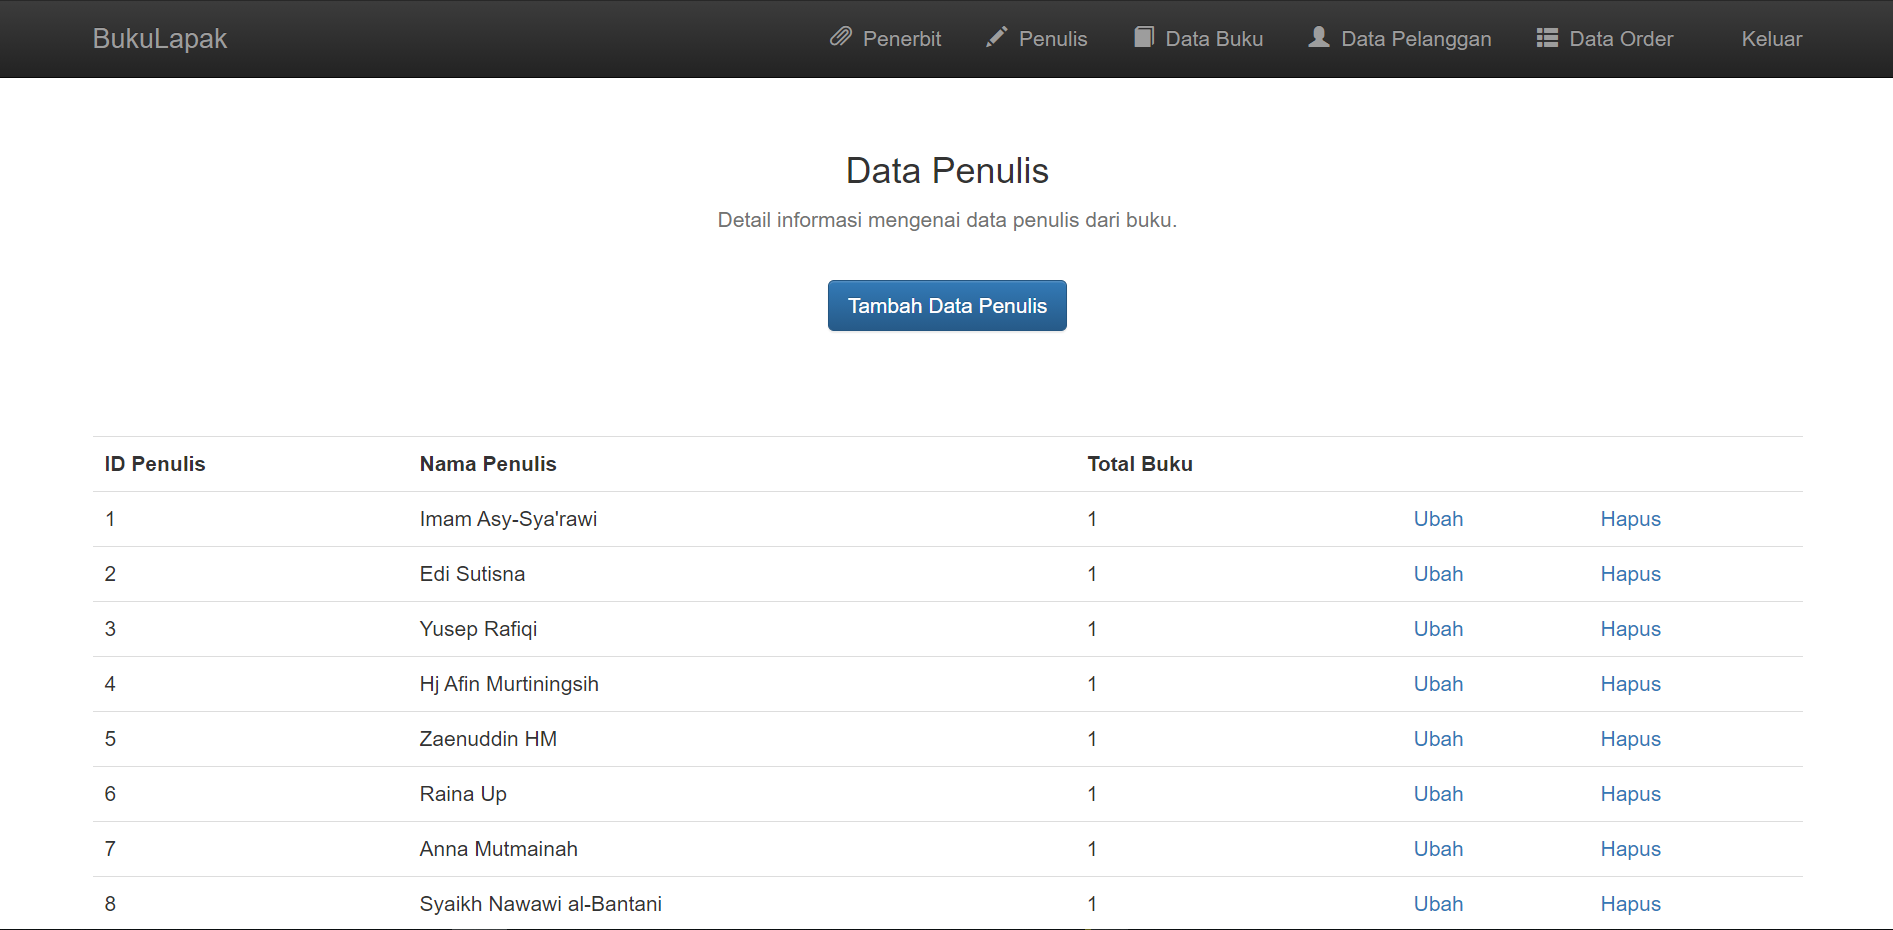 BukuLapak Penerbit Penulis Data Buku Data Pelanggan Data Order Keluar
Data Penulis
Detail informasi mengenai data penulis dari buku.
Tambah Data Penulis
ID Penulis Nama Penulis Total Buku
1 Imam Asy-Sya'rawi 1 Ubah Hapus
2 Edi Sutisna 1 Ubah Hapus
3 Yusep Rafiqi 1 Ubah Hapus
4 Hj Afin Murtiningsih 1 Ubah Hapus
5 Zaenuddin HM 1 Ubah Hapus
6 Raina Up 1 Ubah Hapus
7 Anna Mutmainah 1 Ubah Hapus
8 Syaikh Nawawi al-Bantani 1 Ubah Hapus